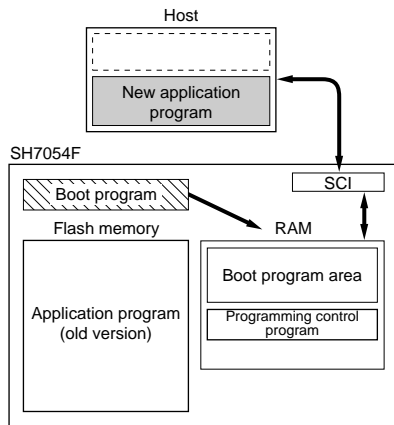 Host
New application
program
SH7054F
SCI
Boot program
Flash memory
RAM
Boot program area
Application program
(old version)
Programming control
program